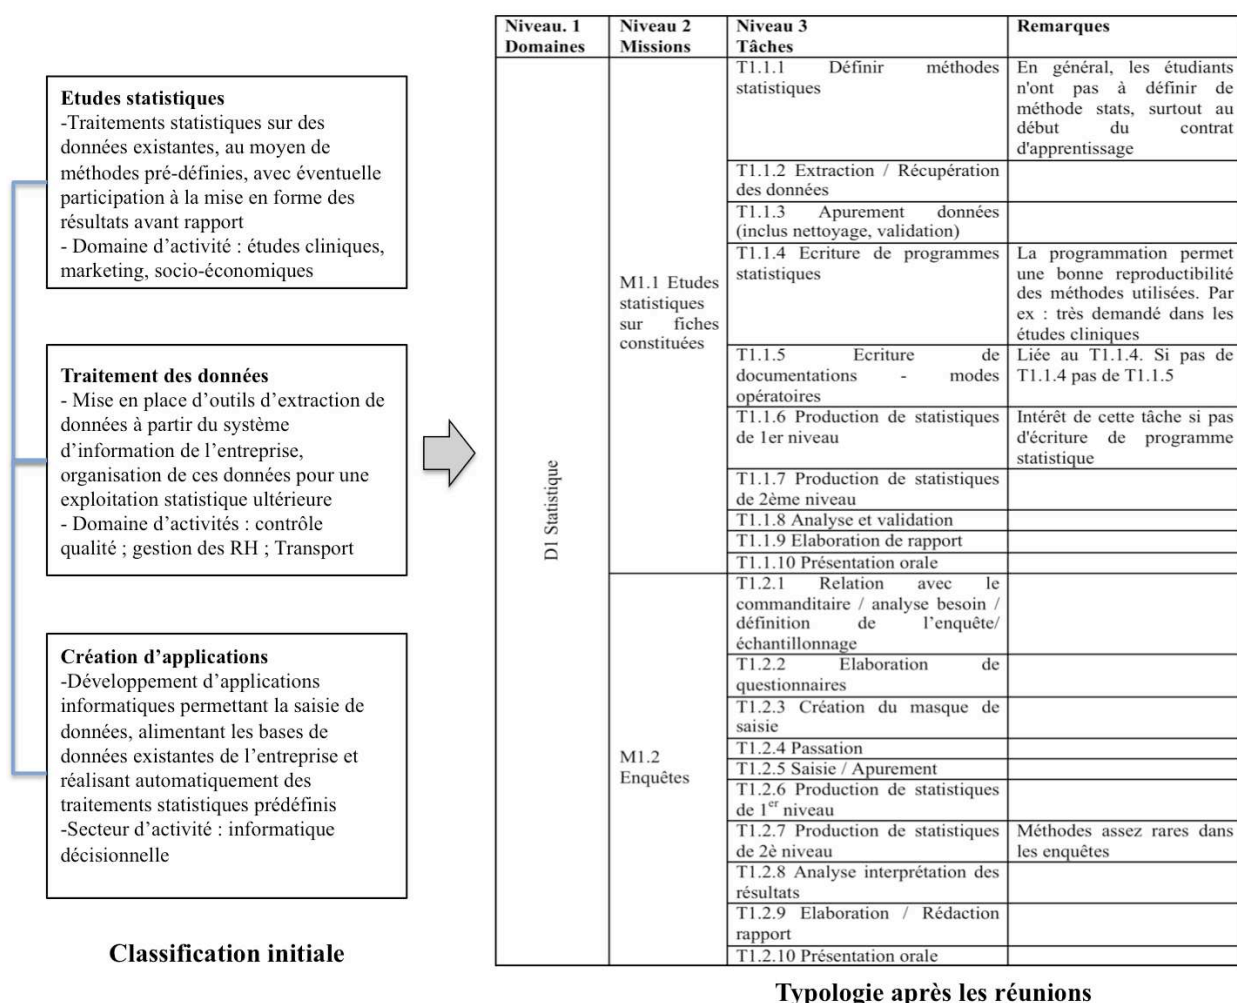 Etudes statistiques
-Traitements statistiques sur des
données existantes, au moyen de
méthodes pré-définies, avec éventuelle
participation à la mise en forme des
résultats avant rapport
- Domaine d’activité : études cliniques,
marketing, socio-économiques
Traitement des données
- Mise en place d’outils d’extraction de
données à partir du système
d’information de l’entreprise,
organisation de ces données pour une
exploitation statistique ultérieure
- Domaine d’activités : contrôle
qualité ; gestion des RH ; Transport
Création d’applications
-Développement d’applications
informatiques permettant la saisie de
données, alimentant les bases de
données existantes de l’entreprise et
réalisant automatiquement des
traitements statistiques prédéfinis
-Secteur d’activité : informatique
décisionnelle
Classification initiale
Niveau. 1
Domaines
Niveau 2
Missions
Niveau 3
Tâches
Remarques
D1 Statistique
M1.1 Etudes
statistiques
sur fiches
constituées
T1.1.1 Définir méthodes
statistiques
En général, les étudiants
n'ont pas à définir de
méthode stats, surtout au
début du contrat
d'apprentissage
T1.1.2 Extraction / Récupération
des données
T1.1.3 Apurement données
(inclus nettoyage, validation)
T1.1.4 Ecriture de programmes
statistiques
La programmation permet
une bonne reproductibilité
des méthodes utilisées. Par
ex : très demandé dans les
études cliniques
T1.1.5 Ecriture de
documentations - modes
opératoires
Liée au T1.1.4. Si pas de
T1.1.4 pas de T1.1.5
T1.1.6 Production de statistiques
de 1er niveau
Intérêt de cette tâche si pas
d'écriture de programme
statistique
T1.1.7 Production de statistiques
de 2ème niveau
T1.1.8 Analyse et validation
T1.1.9 Elaboration de rapport
T1.1.10 Présentation orale
M1.2
Enquêtes
T1.2.1 Relation avec le
commanditaire / analyse besoin /
définition de l’enquête/
échantillonnage
T1.2.2 Elaboration de
questionnaires
T1.2.3 Création du masque de
saisie
T1.2.4 Passation
T1.2.5 Saisie / Apurement
T1.2.6 Production de statistiques
de 1er niveau
T1.2.7 Production de statistiques
de 2è niveau
Méthodes assez rares dans
les enquêtes
T1.2.8 Analyse interprétation des
résultats
T1.2.9 Elaboration / Rédaction
rapport
T1.2.10 Présentation orale
Typologie après les réunions